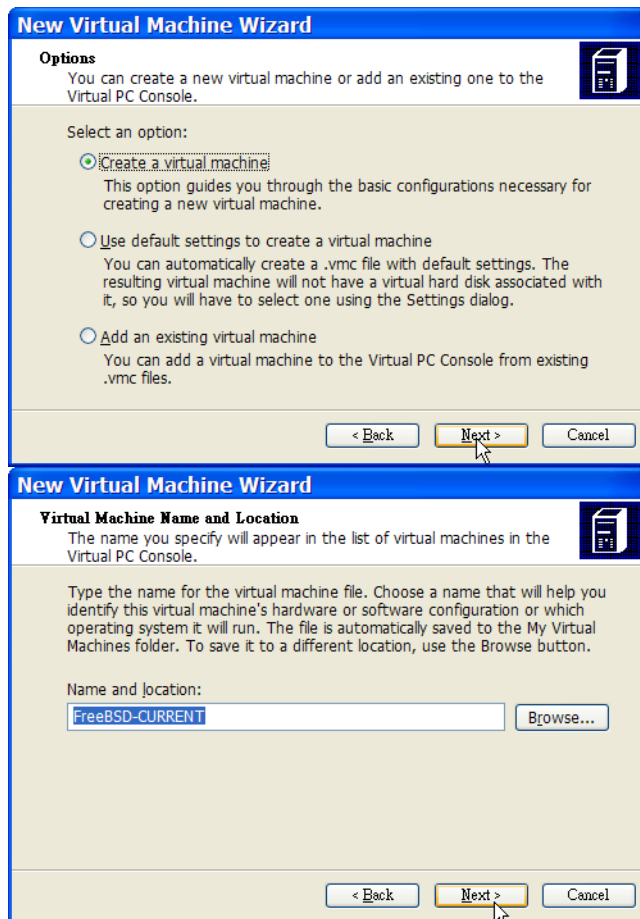 New Virtual Machine Wizard
Options
You can create a new virtual machine or add an existing one to the
Virtual PC Console.
Select an option:
Create a virtual machine
This option guides you through the basic configurations necessary for
creating a new virtual machine.
Use default settings to create a virtual machine
You can automatically create a .vmc file with default settings. The
resulting virtual machine will not have a virtual hard disk associated with
it, so you will have to select one using the Settings dialog.
Add an existing virtual machine
You can add a virtual machine to the Virtual PC Console from existing
.vmc files.
< Back Next > Cancel
New Virtual Machine Wizard
Virtual Machine Name and Location
The name you specify will appear in the list of virtual machines in the
Virtual PC Console.
Type the name for the virtual machine file. Choose a name that will help you
identify this virtual machine's hardware or software configuration or which
operating system it will run. The file is automatically saved to the My Virtual
Machines folder. To save it to a different location, use the Browse button.
Name and location:
FreeBSD-CURRENT Browse...
< Back Next > Cancel